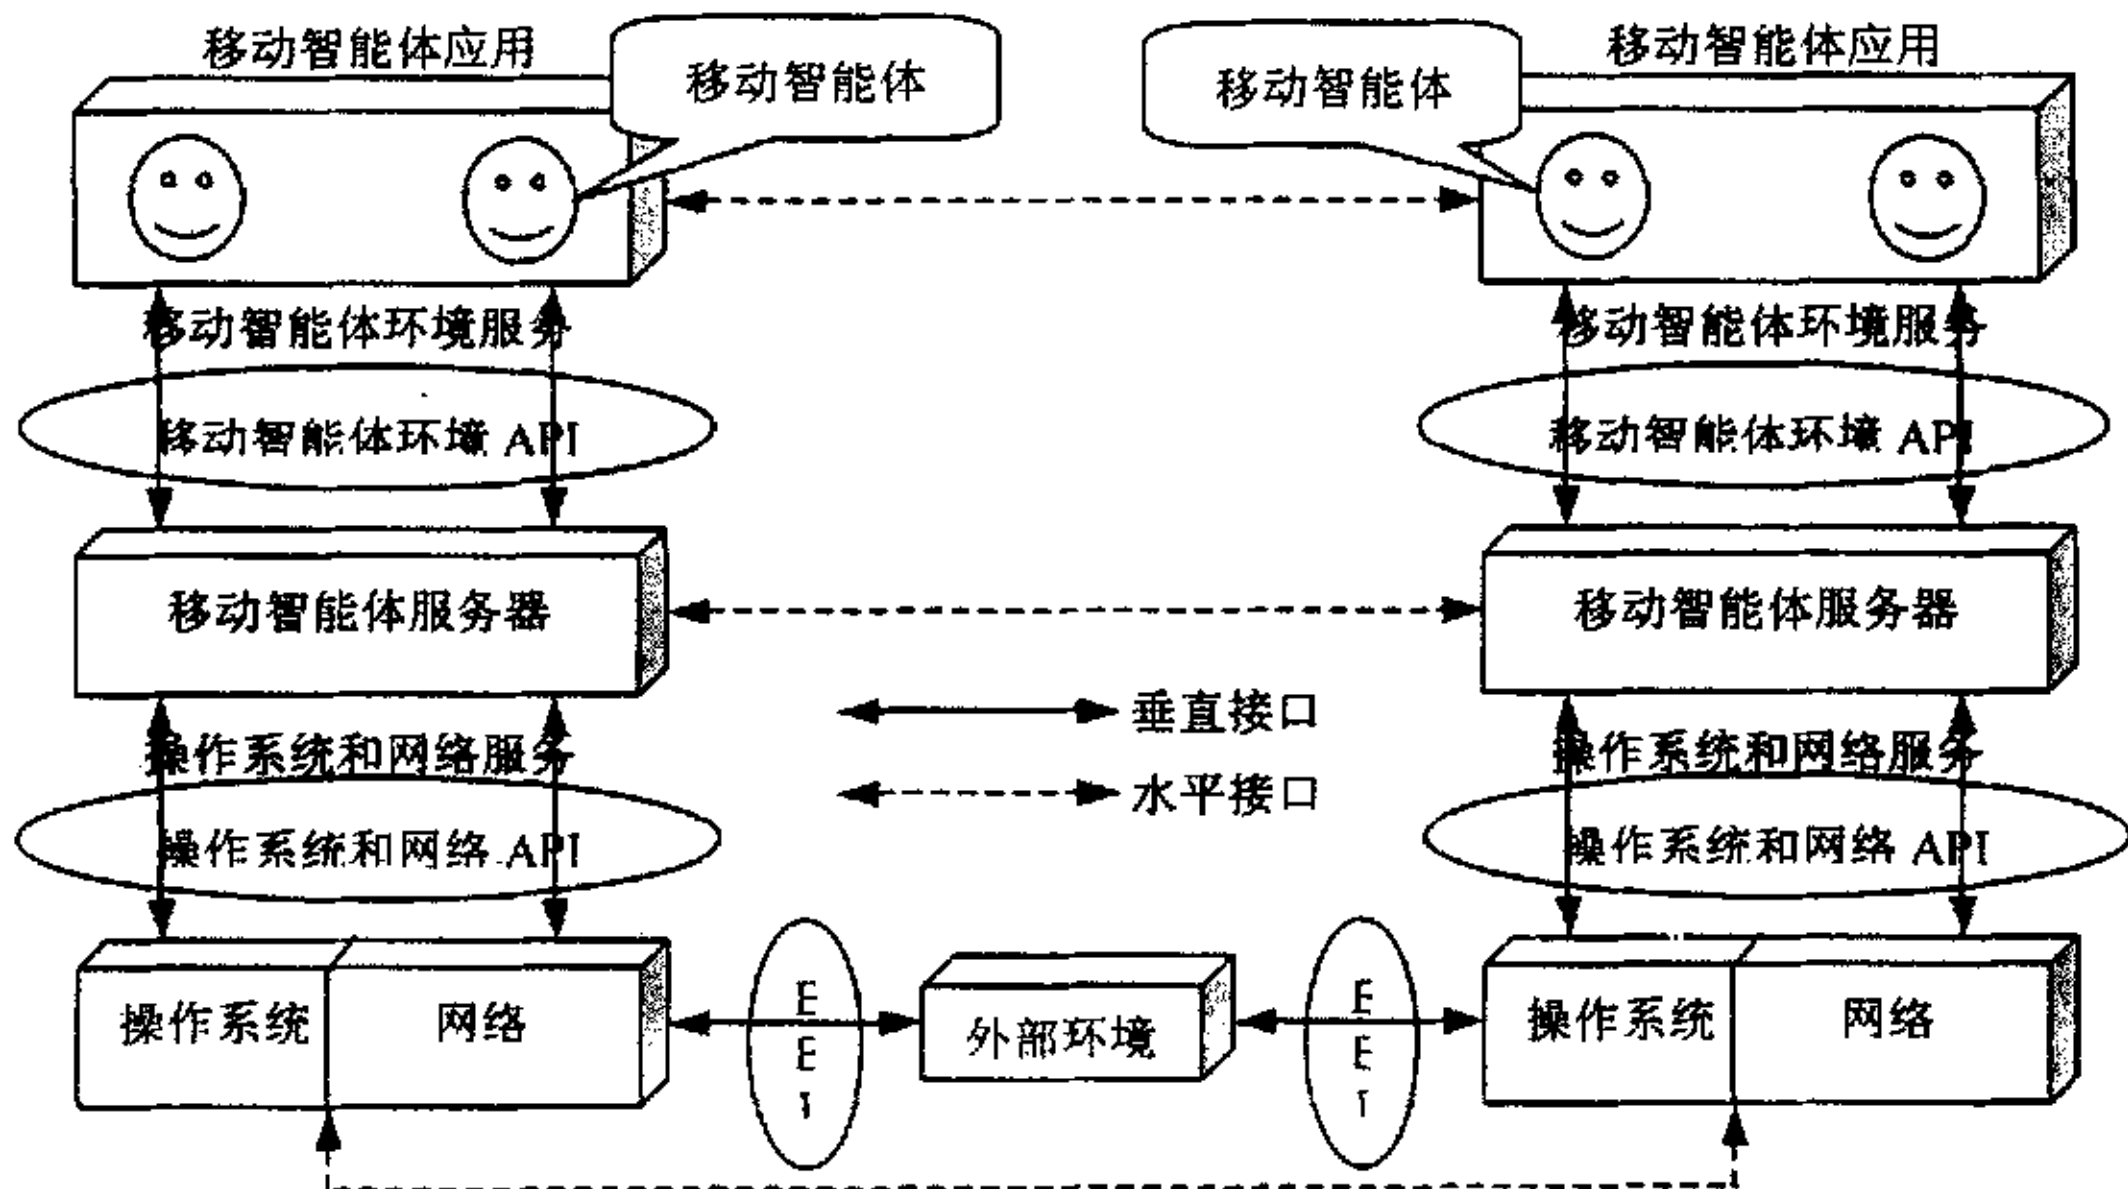 移动智能体应用
移动智能体
移动智能体
移动智能体应用
移动智能体环境服务
移动智能体环境服务
移动智能体环境 API
移动智能体环境 API
移动智能体服务器
移动智能体服务器
垂直接口
操作系统和网络服务
操作系统和网络服务
水平接口
操作系统和网络 API
操作系统和网络 API
操作系统
网络
E
E
外部环境
E
E
操作系统
网络